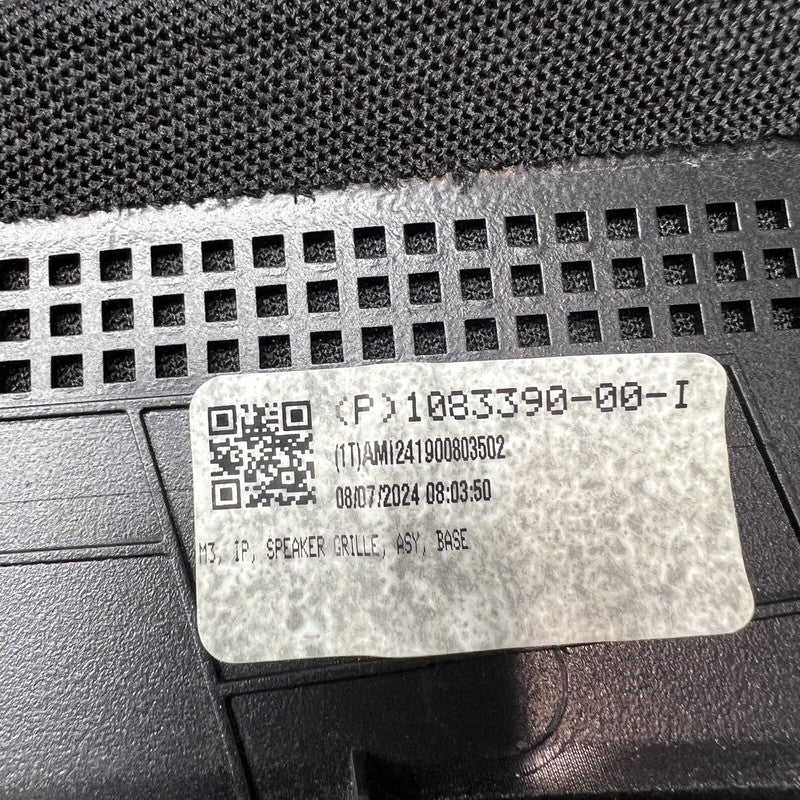 (P)1083390-00-I
(1T)AMI241900803502
08/07/2024 08:03:50
M3, IP, SPEAKER GRILLE, ASY, BASE